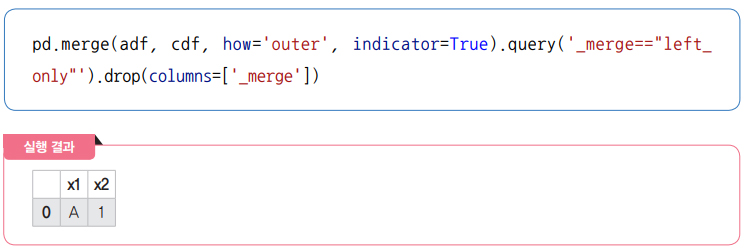 pd.merge(adf, cdf, how='outer', indicator=True).query('_merge=="left_
only"').drop(columns=['_merge'])
실행 결과
x1 x2
0 A 1